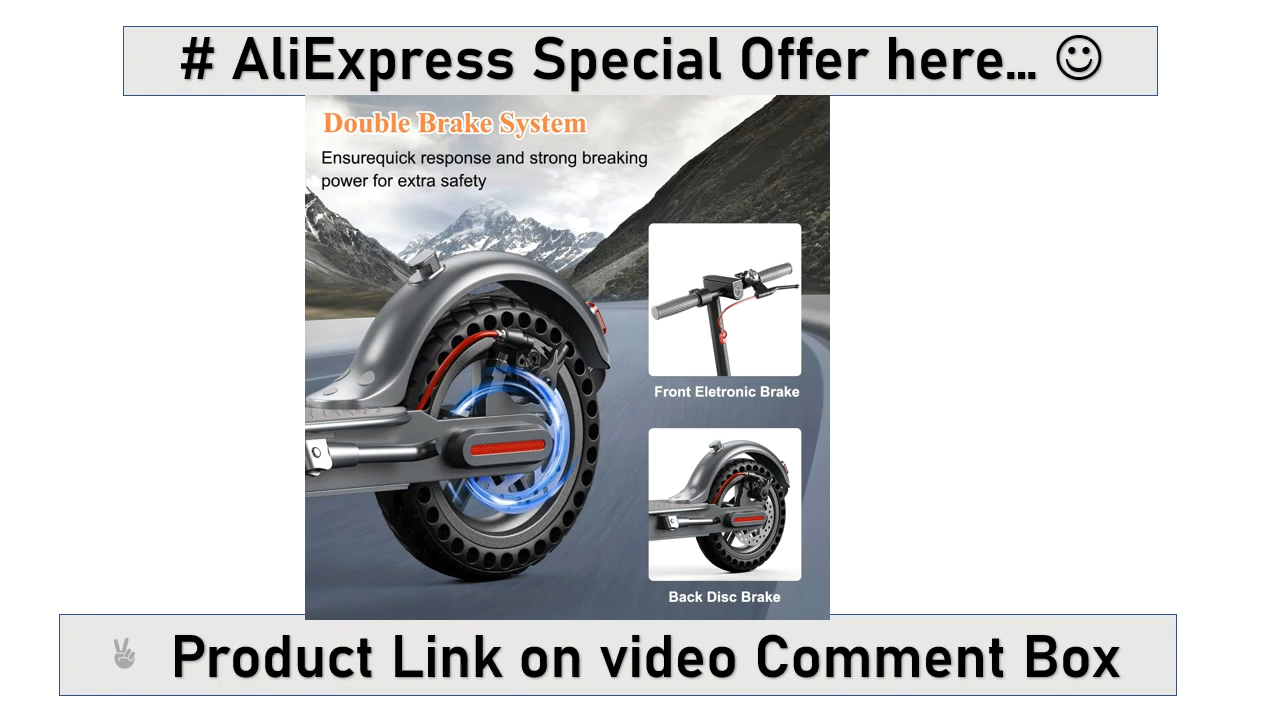 # AliExpress Special Offer here... ☺
Double Brake System
Ensurequick response and strong breaking
power for extra safety
Front Eletronic Brake
Back Disc Brake
✌ Product Link on video Comment Box